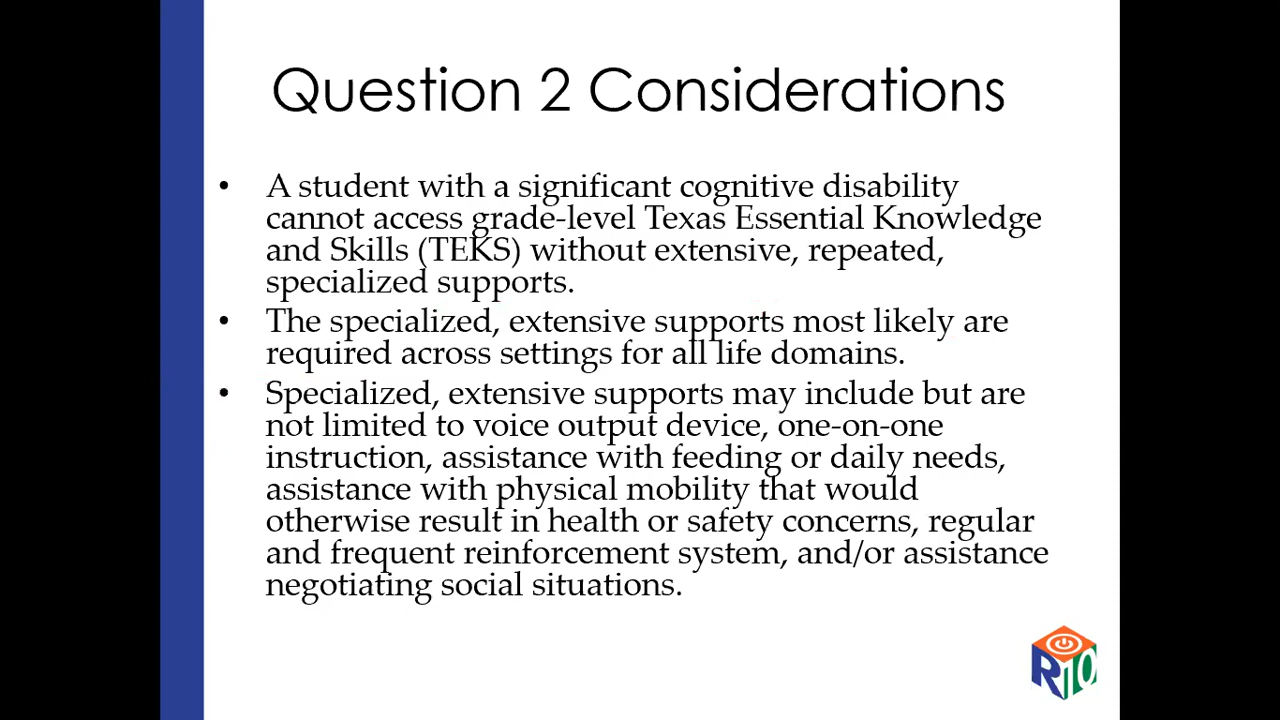 Question 2 Considerations
• A student with a significant cognitive disability
cannot access grade-level Texas Essential Knowledge
and Skills (TEKS) without extensive, repeated,
specialized supports.
• The specialized, extensive supports most likely are
required across settings for all life domains.
• Specialized, extensive supports may include but are
not limited to voice output device, one-on-one
instruction, assistance with feeding or daily needs,
assistance with physical mobility that would
otherwise result in health or safety concerns, regular
and frequent reinforcement system, and/or assistance
negotiating social situations.
R10